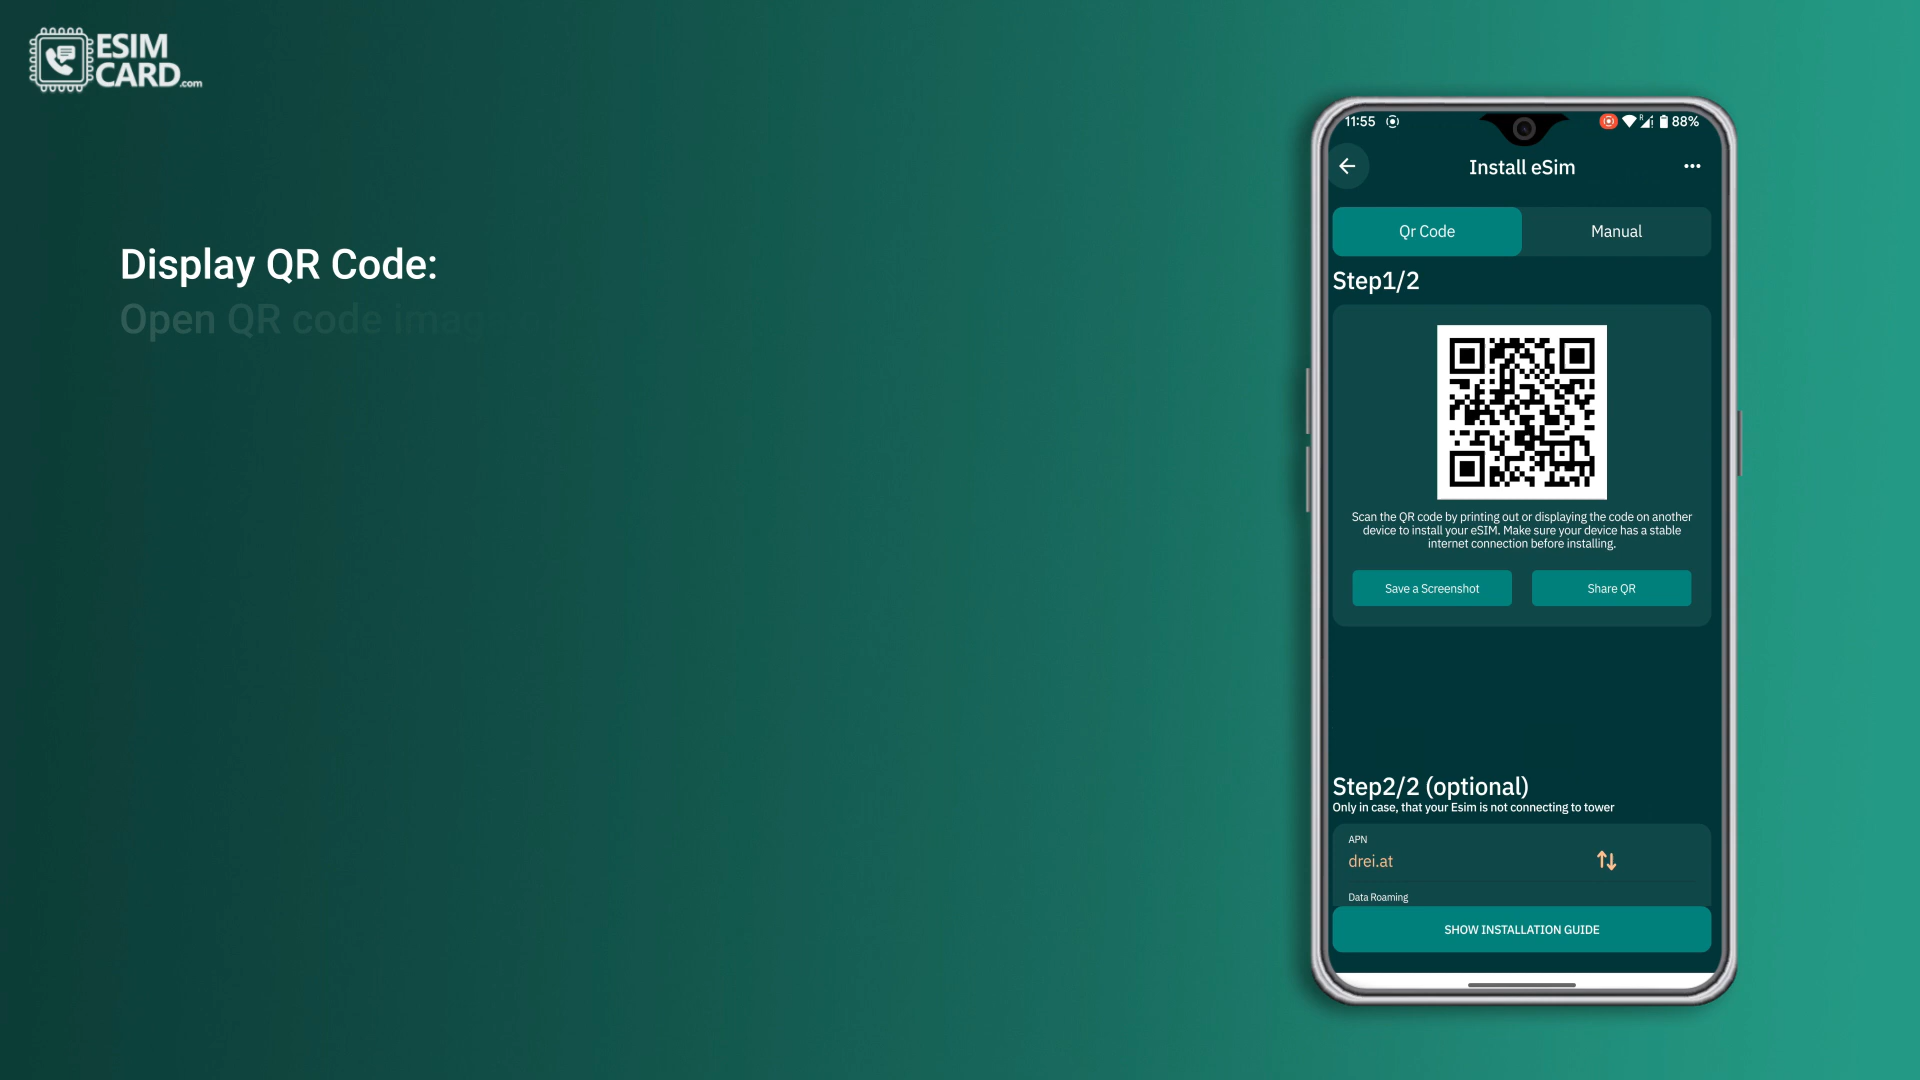 ESIM
CARD.com
Display QR Code:
Open QR code image
11:55
88%
Install eSim
Qr Code
Manual
Step1/2
Scan the QR code by printing out or displaying the code on another
device to install your eSIM. Make sure your device has a stable
internet connection before installing.
Save a Screenshot
Share QR
Step2/2 (optional)
Only in case, that your Esim is not connecting to tower
APN
drei.at
Data Roaming
SHOW INSTALLATION GUIDE